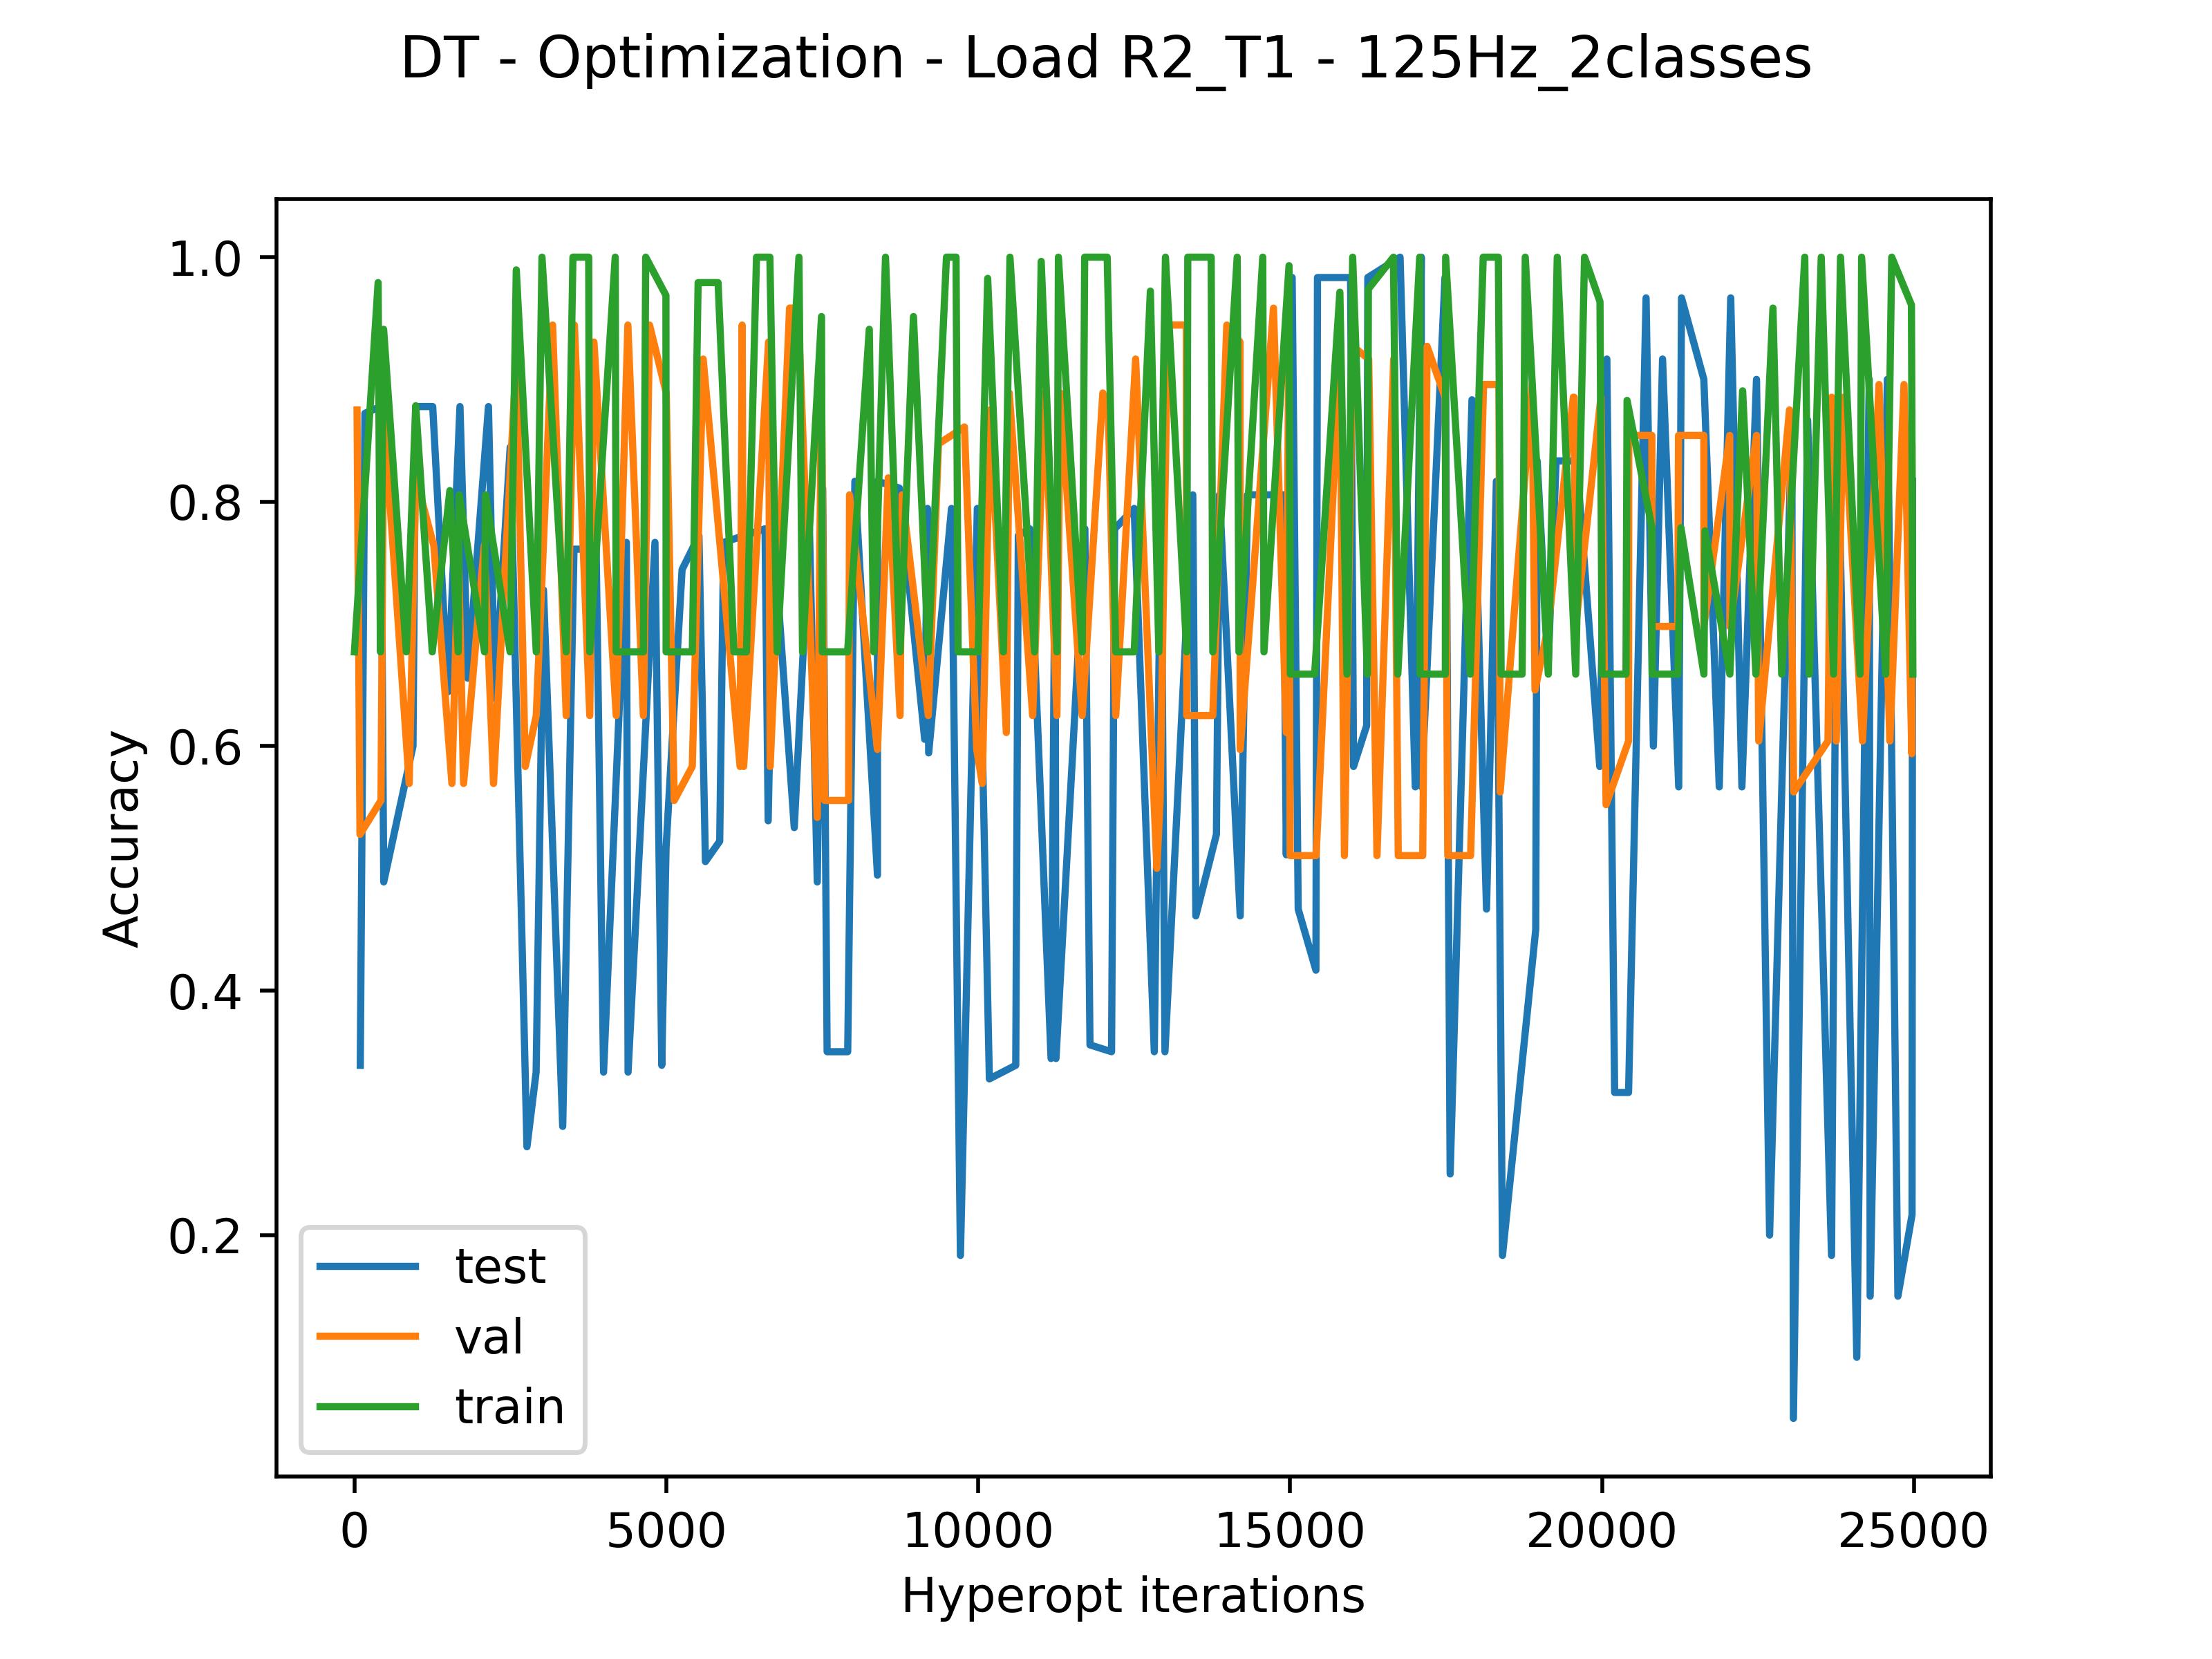 DT - Optimization - Load R2_T1 - 125Hz_2classes
1.0
0.8
0.6
0.4
0.2
Accuracy
test
val
train
0 5000 10000 15000 20000 25000
Hyperopt iterations